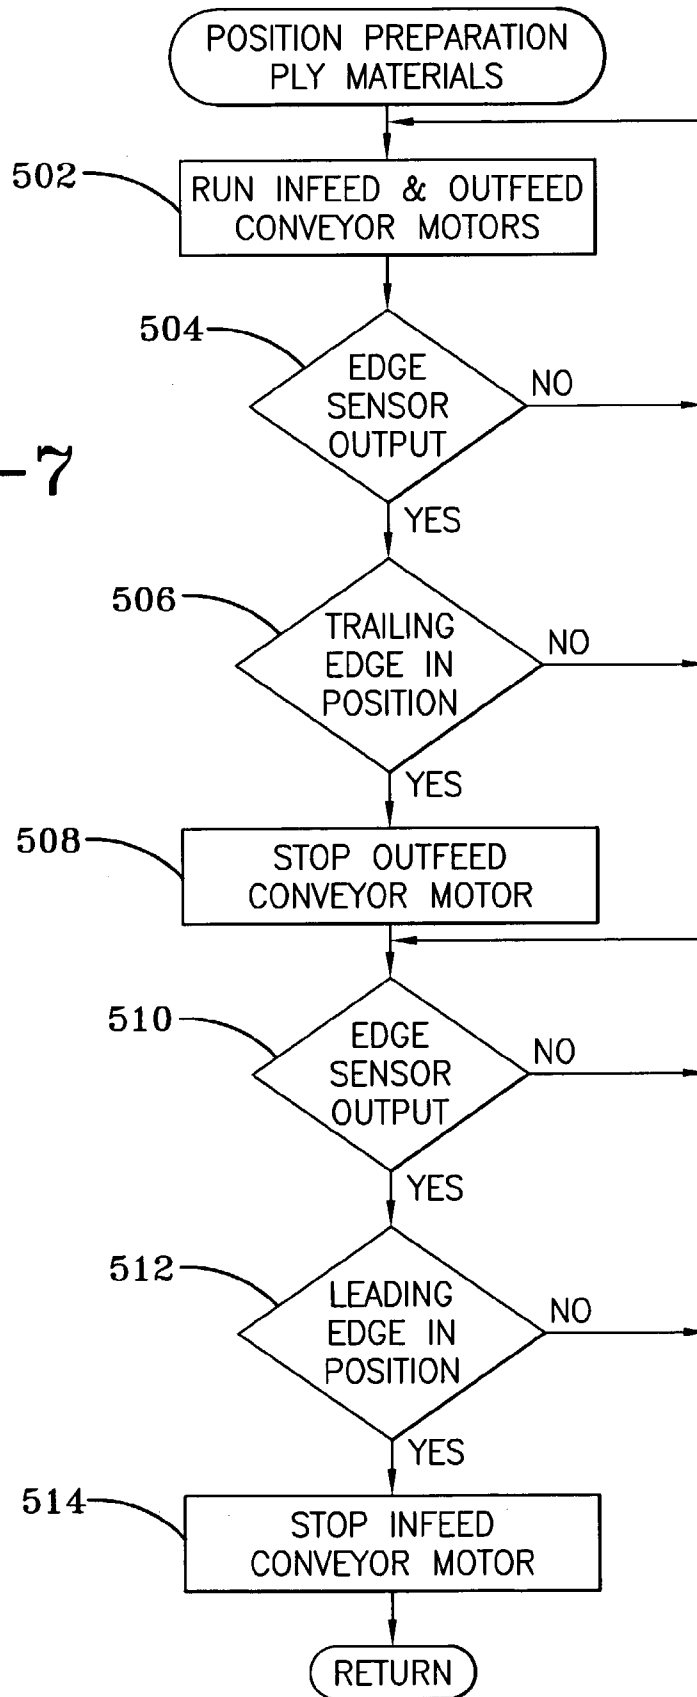 POSITION PREPARATION
PLY MATERIALS
502
RUN INFEED & OUTFEED
CONVEYOR MOTORS
504
EDGE
SENSOR
OUTPUT
NO
-7
YES
506
TRAILING
EDGE IN
POSITION
NO
YES
508
STOP OUTFEED
CONVEYOR MOTOR
510
EDGE
SENSOR
OUTPUT
NO
YES
512
LEADING
EDGE IN
POSITION
NO
YES
514
STOP INFEED
CONVEYOR MOTOR
RETURN